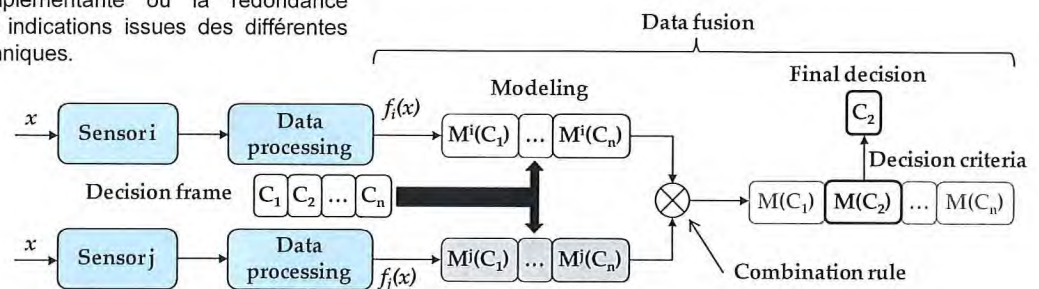 ou la redondance
indications issues des différentes
Data fusion
Modeling
Final decision
x
Sensor i
Data
processing
fi(x)
Mi(C1) ... Mi(Cn)
C2
Decision criteria
Decision frame
C1 C2 ... Cn
M(C1) M(C2) ... M(Cn)
x
Sensor j
Data
processing
fj(x)
Mj(C1) ... Mj(Cn)
Combination rule